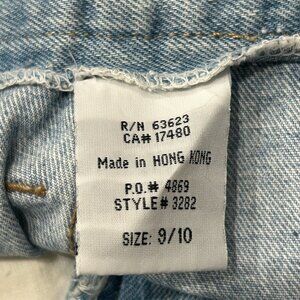 R/N 63623
CA# 17480
Made in HONG KONG
P.O.# 4869
STYLE# 3282
SIZE: 9/10